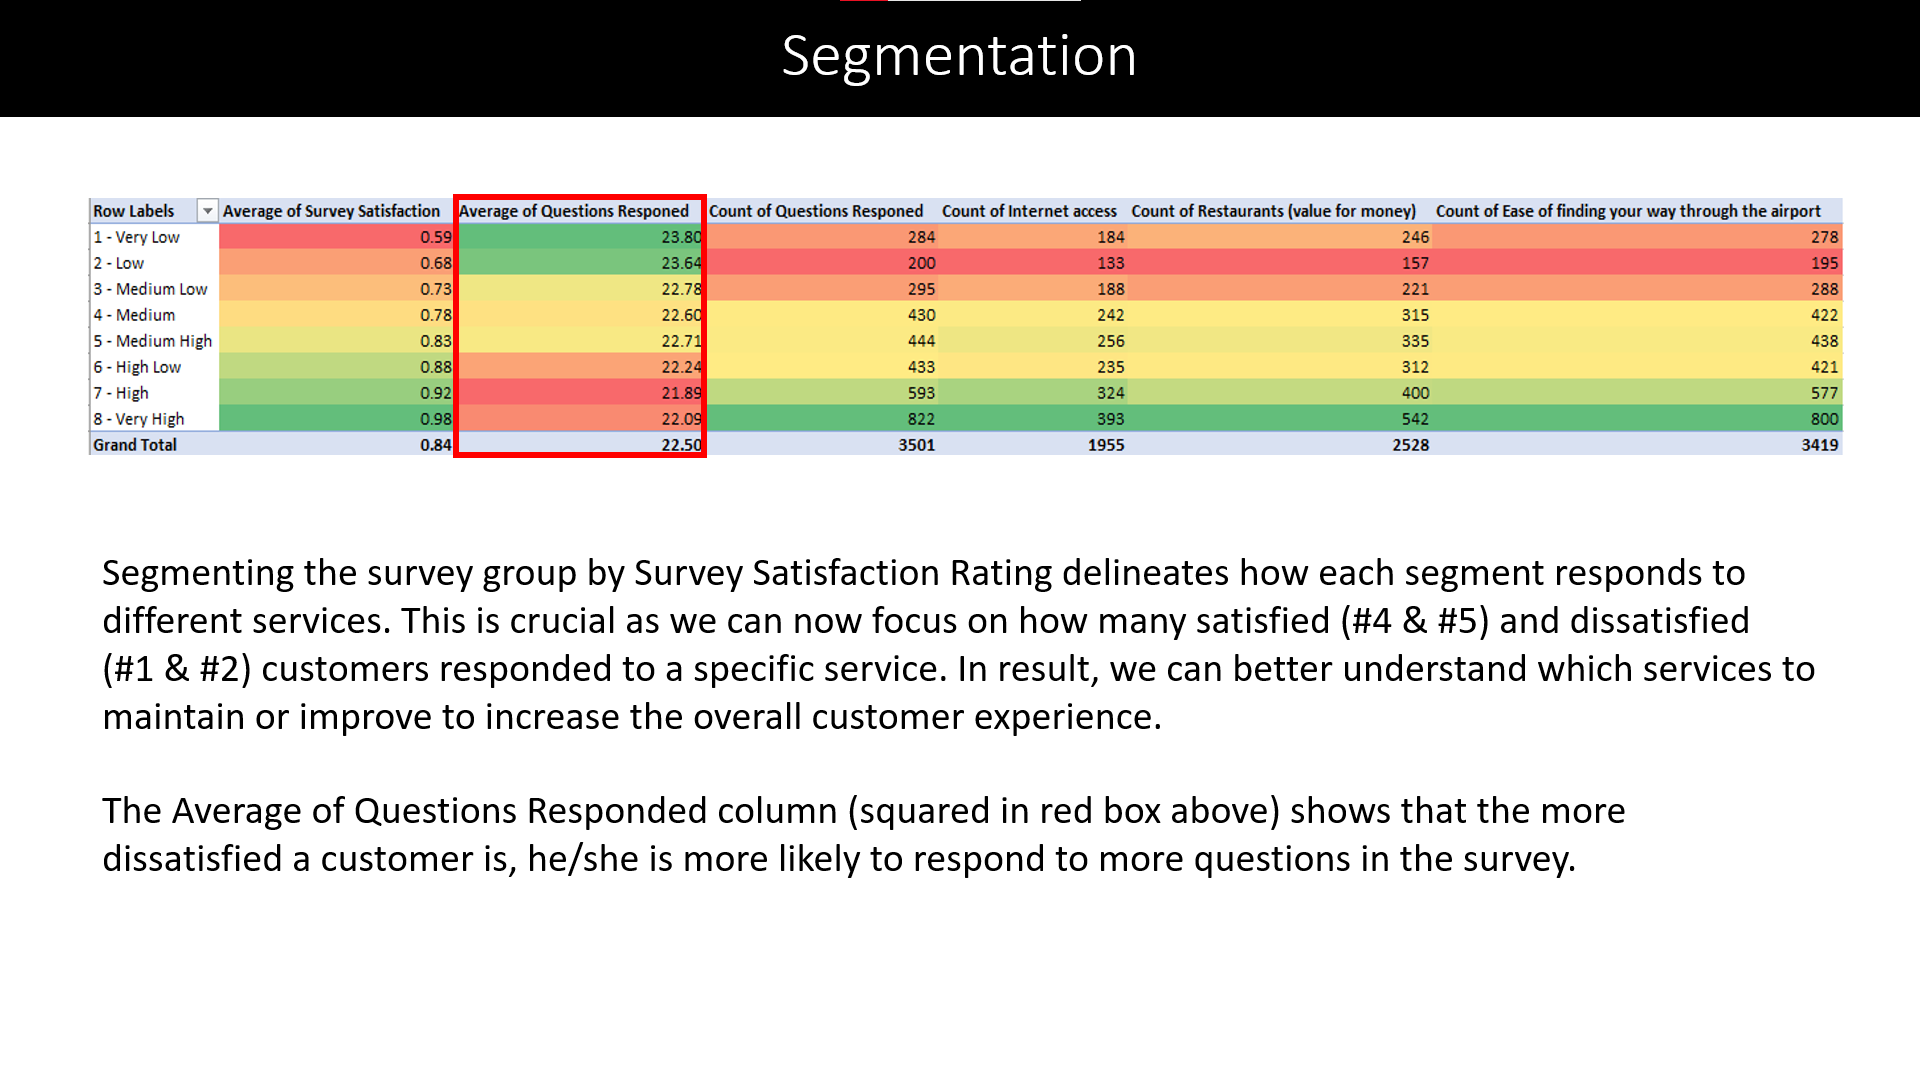 Segmentation
Row Labels Average of Survey Satisfaction Average of Questions Responed Count of Questions Responed Count of Internet access Count of Restaurants (value for money) Count of Ease of finding your way through the airport
1 - Very Low 0.59 23.80 284 184 246 278
2 - Low 0.68 23.64 200 133 157 195
3 - Medium Low 0.73 22.78 295 188 221 288
4 - Medium 0.78 22.60 430 242 315 422
5 - Medium High 0.83 22.71 444 256 335 438
6 - High Low 0.88 22.24 433 235 312 421
7 - High 0.92 21.89 593 324 400 577
8 - Very High 0.98 22.09 822 393 542 800
Grand Total 0.84 22.50 3501 1955 2528 3419
Segmenting the survey group by Survey Satisfaction Rating delineates how each segment responds to
different services. This is crucial as we can now focus on how many satisfied (#4 & #5) and dissatisfied
(#1 & #2) customers responded to a specific service. In result, we can better understand which services to
maintain or improve to increase the overall customer experience.
The Average of Questions Responded column (squared in red box above) shows that the more
dissatisfied a customer is, he/she is more likely to respond to more questions in the survey.